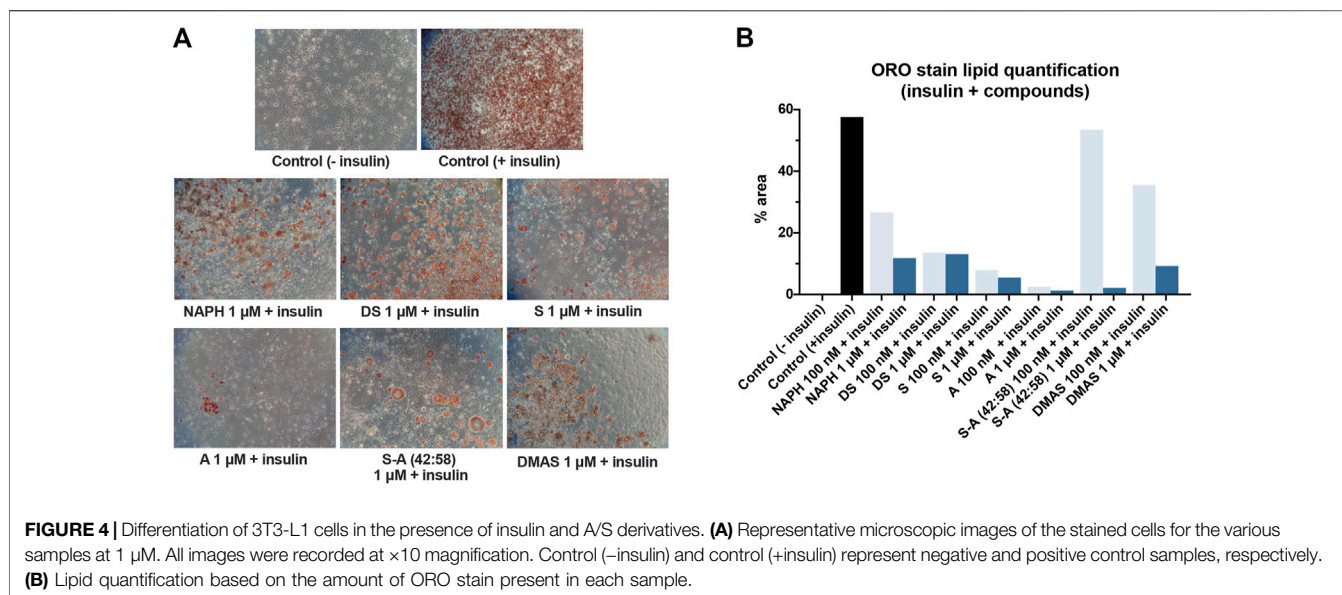 A
Control (- insulin)
Control (+ insulin)
NAPH 1 µM + insulin
DS 1 µM + insulin
S 1 µM + insulin
A 1 µM + insulin
S-A (42:58)
1 µM + insulin
DMAS 1 µM + insulin
B
ORO stain lipid quantification
(insulin + compounds)
% area
60
40
20
0
Control (- insulin)
Control (+insulin)
NAPH 100 nM + insulin
NAPH 1 µM + insulin
DS 100 nM + insulin
DS 1 µM + insulin
S 100 nM + insulin
S 1 µM + insulin
A 100 nM + insulin
A 1 µM + insulin
S-A (42:58) 100 nM + insulin
S-A (42:58) 1 µM + insulin
DMAS 100 nM + insulin
DMAS 1 µM + insulin
FIGURE 4 | Differentiation of 3T3-L1 cells in the presence of insulin and A/S derivatives. (A) Representative microscopic images of the stained cells for the various
samples at 1 µM. All images were recorded at ×10 magnification. Control (−insulin) and control (+insulin) represent negative and positive control samples, respectively.
(B) Lipid quantification based on the amount of ORO stain present in each sample.